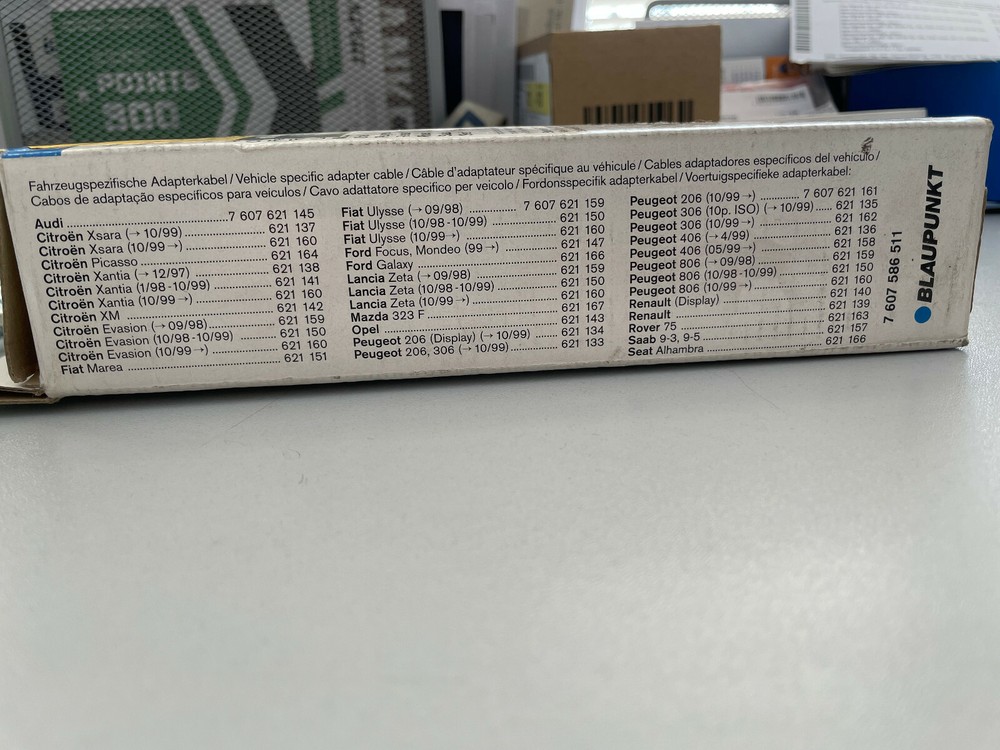 POINTE
300
Fahrzeugspezifische Adapterkabel / Vehicle specific adapter cable / Câble d'adaptateur spécifique au véhicule / Cables adaptadores específicos del vehículo /
Cabos de adaptação específicos para veiculos / Cavo adattatore specifico per veicolo / Fordonsspecifik adapterkabel / Voertuigspecifieke adapterkabel:
Audi ........ 7 607 621 145
Citroën Xsara (→ 10/99) ........ 621 137
Citroën Xsara (10/99 →) ........ 621 160
Citroën Picasso ........ 621 164
Citroën Xantia (→ 12/97) ........ 621 138
Citroën Xantia (1/98 -10/99) ........ 621 141
Citroën Xantia (10/99 →) ........ 621 160
Citroën XM ........ 621 142
Citroën Evasion (→ 09/98) ........ 621 159
Citroën Evasion (10/98 -10/99) ........ 621 150
Citroën Evasion (10/99 →) ........ 621 160
Fiat Marea ........ 621 151
Fiat Ulysse (→ 09/98) ........ 7 607 621 159
Fiat Ulysse (10/98 -10/99) ........ 621 150
Fiat Ulysse (10/99 →) ........ 621 160
Ford Focus, Mondeo (99 →) ........ 621 147
Ford Galaxy ........ 621 166
Lancia Zeta (→ 09/98) ........ 621 159
Lancia Zeta (10/98 -10/99) ........ 621 150
Lancia Zeta (10/99 →) ........ 621 160
Mazda 323 F ........ 621 167
Opel ........ 621 143
Peugeot 206 (Display) (→ 10/99) ........ 621 134
Peugeot 206, 306 (→ 10/99) ........ 621 133
Peugeot 206 (10/99 →) ........ 7 607 621 161
Peugeot 306 (10p. ISO) (→ 10/99) ........ 621 135
Peugeot 306 (10/99 →) ........ 621 162
Peugeot 406 (→ 4/99) ........ 621 136
Peugeot 406 (05/99 →) ........ 621 158
Peugeot 806 (→ 09/98) ........ 621 159
Peugeot 806 (10/98 -10/99) ........ 621 150
Peugeot 806 (10/99 →) ........ 621 160
Renault (Display) ........ 621 140
Renault ........ 621 139
Rover 75 ........ 621 163
Saab 9-3, 9-5 ........ 621 157
Seat Alhambra ........ 621 166
7 607 586 511
BLAUPUNKT